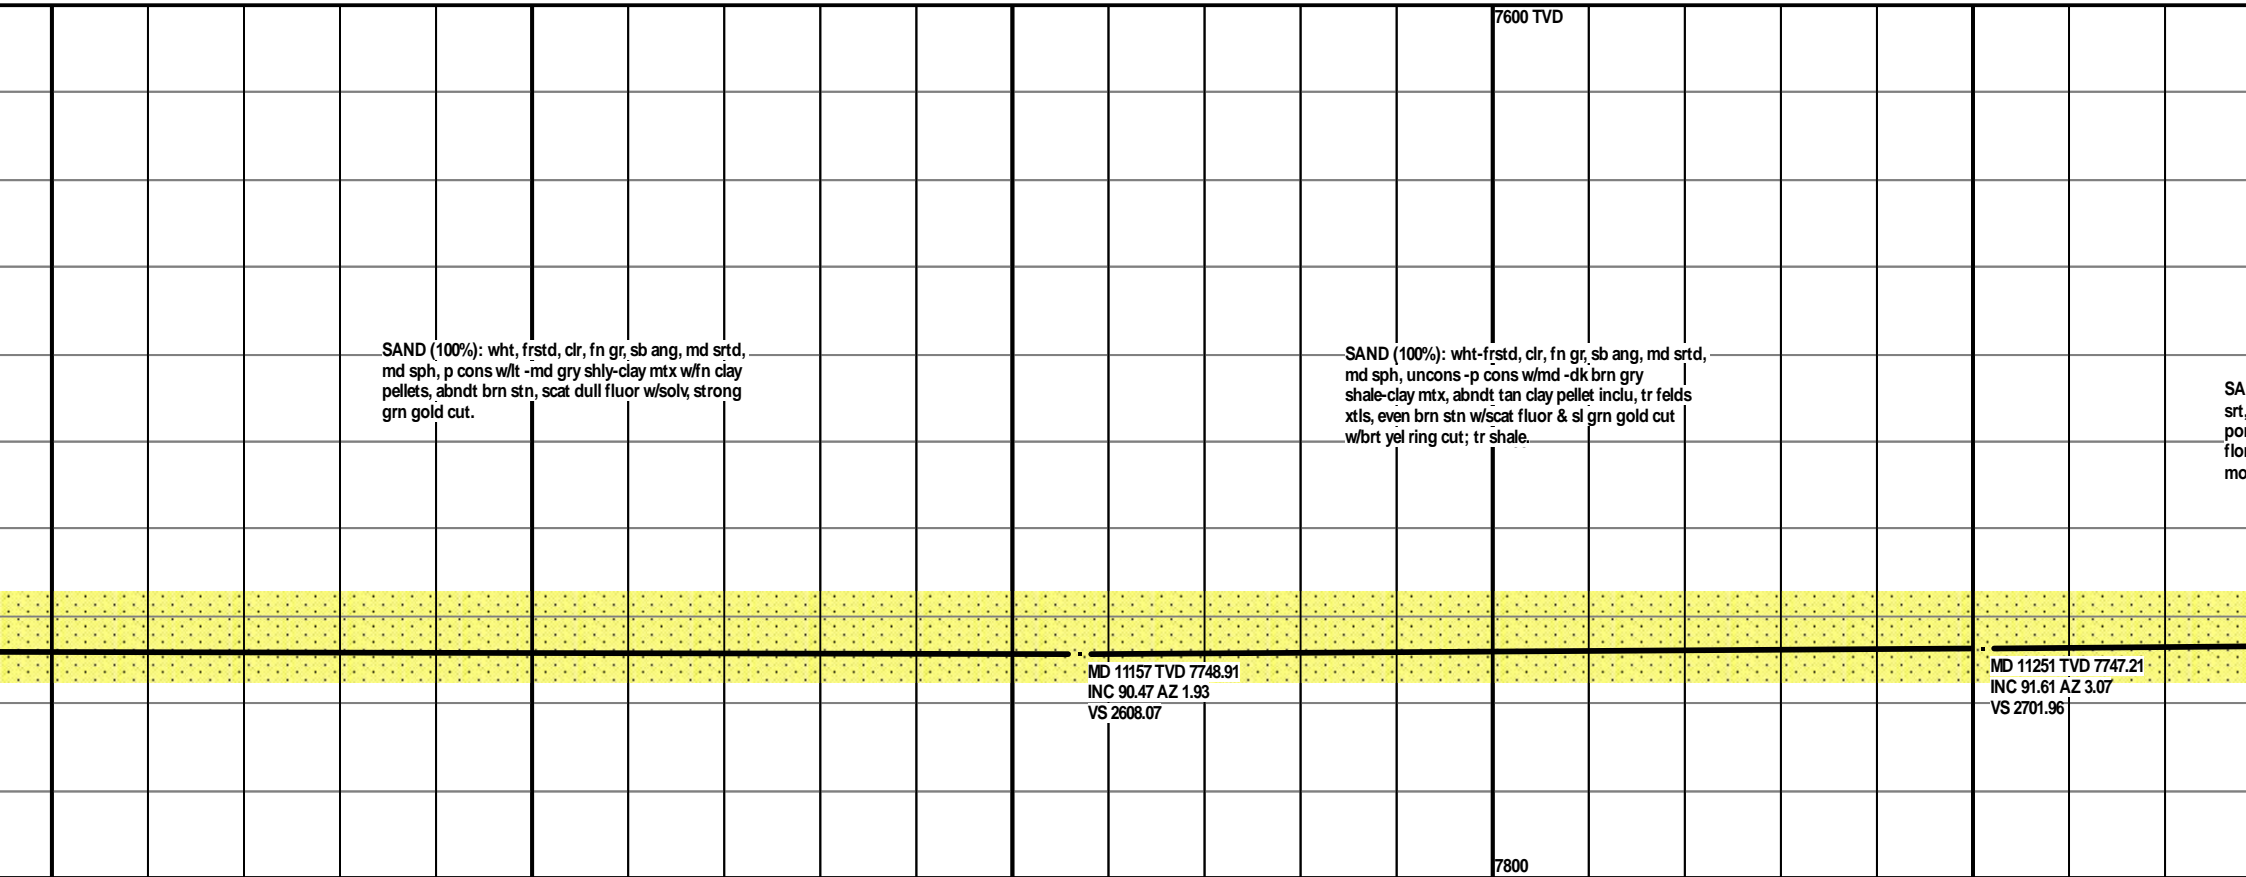 7600 TVD
SAND (100%): wht, frstd, clr, fn gr, sb ang, md srtd,
md sph, p cons w/lt -md gry shly-clay mtx w/fn clay
pellets, abndt brn stn, scat dull fluor w/solv, strong
grn gold cut.
SAND (100%): wht-frstd, clr, fn gr, sb ang, md srtd,
md sph, uncons -p cons w/md -dk brn gry
shale-clay mtx, abndt tan clay pellet inclu, tr felds
xtls, even brn stn w/scat fluor & sl grn gold cut
w/brt yel ring cut; tr shale.
SA
srt,
por
flor
mo
MD 11157 TVD 7748.91
INC 90.47 AZ 1.93
VS 2608.07
MD 11251 TVD 7747.21
INC 91.61 AZ 3.07
VS 2701.96
7800